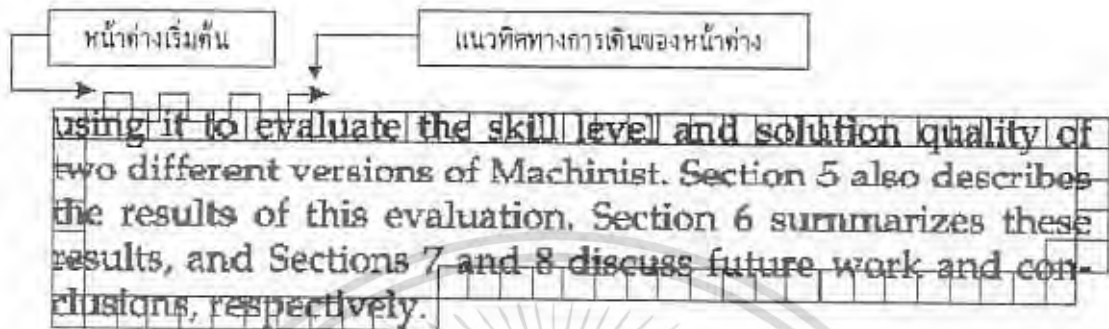 หน้าต่างเริ่มต้น
แนวทิศทางการเดินของหน้าต่าง
using it to evaluate the skill level and solution quality of
two different versions of Machinist. Section 5 also describes
the results of this evaluation. Section 6 summarizes these
results, and Sections 7 and 8 discuss future work and con-
clusions, respectively.